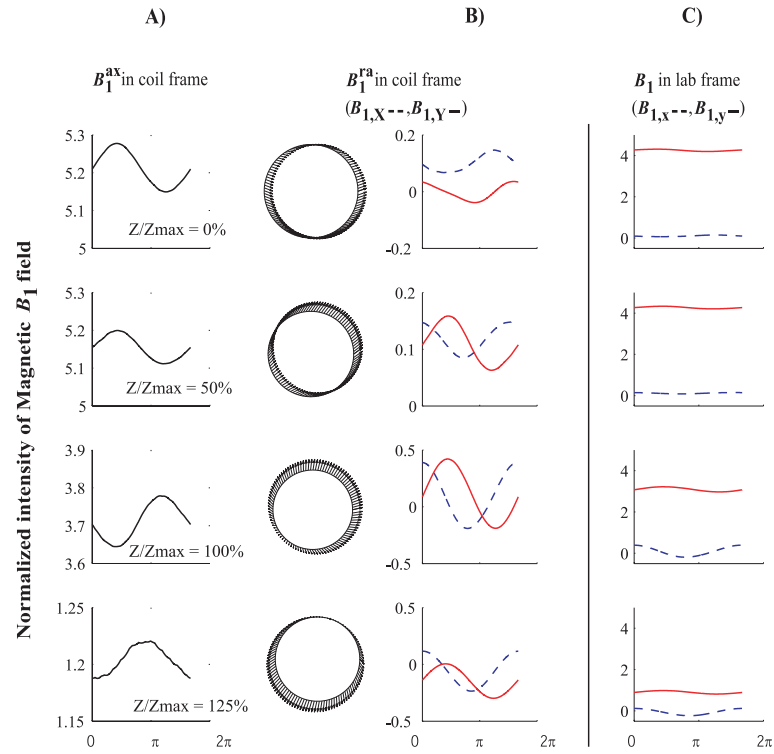 A)
B)
C)
B₁ᵃˣ in coil frame
B₁ʳᵃ in coil frame
(B₁,X - - , B₁,Y —)
B₁ in lab frame
(B₁,x - - , B₁,y —)
Normalized intensity of Magnetic B₁ field
5.3
5.2
5.1
5
Z/Zmax = 0%
0.2
0
-0.2
4
2
0
5.3
5.2
5.1
5
Z/Zmax = 50%
0.2
0.1
0
4
2
0
3.9
3.8
3.7
3.6
Z/Zmax = 100%
0.5
0
-0.5
4
2
0
1.25
1.2
1.15
Z/Zmax = 125%
0.5
0
-0.5
4
2
0
0 π 2π
0 π 2π
0 π 2π